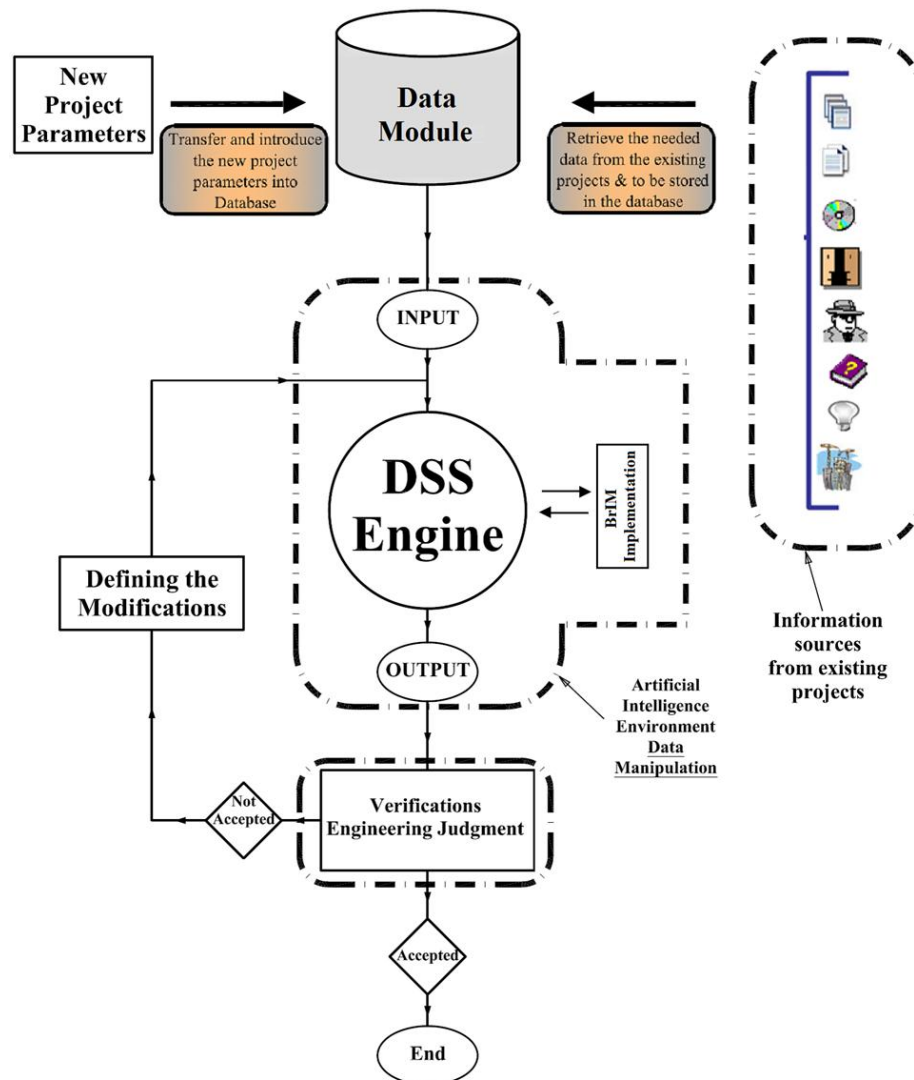 New
Project
Parameters
Data
Module
Transfer and introduce
the new project
parameters into
Database
Retrieve the needed
data from the existing
projects & to be stored
in the database
INPUT
DSS
Engine
BrIM
Implementation
Defining the
Modifications
OUTPUT
Information
sources
from existing
projects
Artificial
Intelligence
Environment
Data
Manipulation
Verifications
Engineering Judgment
Not
Accepted
Accepted
End
?